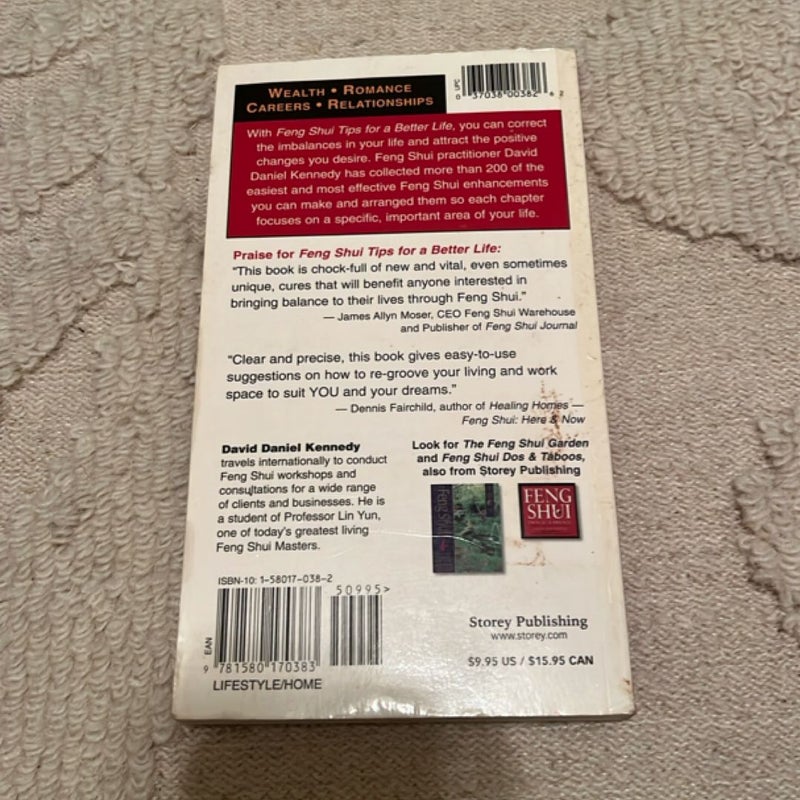 WEALTH • ROMANCE
CAREERS • RELATIONSHIPS
UPC
0 37038 00382 6 2
With Feng Shui Tips for a Better Life, you can correct
the imbalances in your life and attract the positive
changes you desire. Feng Shui practitioner David
Daniel Kennedy has collected more than 200 of the
easiest and most effective Feng Shui enhancements
you can make and arranged them so each chapter
focuses on a specific, important area of your life.
Praise for Feng Shui Tips for a Better Life:
“This book is chock-full of new and vital, even sometimes
unique, cures that will benefit anyone interested in
bringing balance to their lives through Feng Shui.”
— James Allyn Moser, CEO Feng Shui Warehouse
and Publisher of Feng Shui Journal
“Clear and precise, this book gives easy-to-use
suggestions on how to re-groove your living and work
space to suit YOU and your dreams.”
— Dennis Fairchild, author of Healing Homes —
Feng Shui: Here & Now
David Daniel Kennedy
travels internationally to conduct
Feng Shui workshops and
consultations for a wide range
of clients and businesses. He is
a student of Professor Lin Yun,
one of today's greatest living
Feng Shui Masters.
Look for The Feng Shui Garden
and Feng Shui Dos & Taboos,
also from Storey Publishing
Feng Shui
FENG
SHUI
ISBN-10: 1-58017-038-2
50995>
EAN
9 781580 170383
LIFESTYLE/HOME
Storey Publishing
www.storey.com
$9.95 US / $15.95 CAN